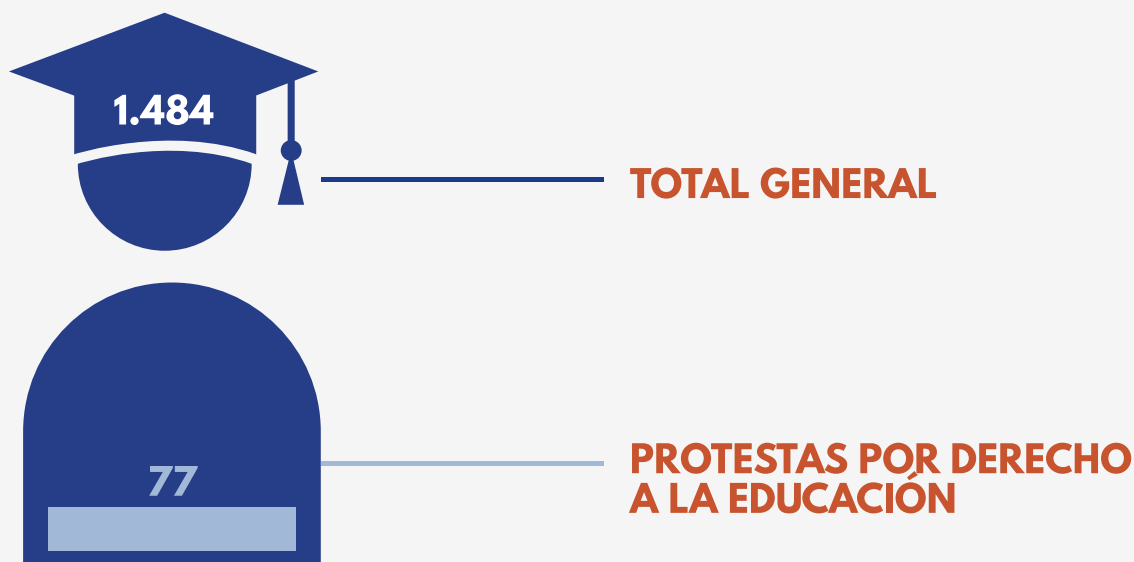 1.484
TOTAL GENERAL
77
PROTESTAS POR DERECHO
A LA EDUCACIÓN